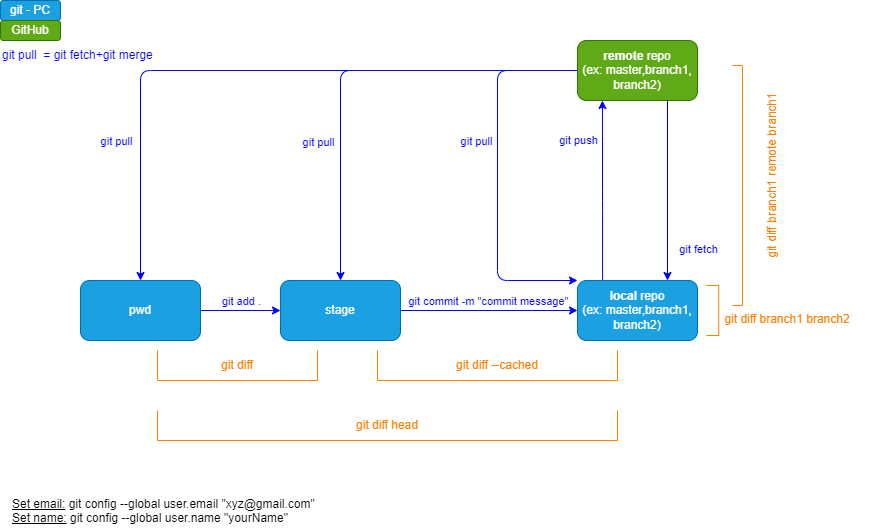 git - PC
GitHub
git pull = git fetch+git merge
remote repo
(ex: master,branch1,
branch2)
git pull
git pull
git pull
git push
git diff branch1 remote branch1
git fetch
pwd
git add .
stage
git commit -m "commit message"
local repo
(ex: master,branch1,
branch2)
git diff branch1 branch2
git diff
git diff --cached
git diff head
Set email: git config --global user.email "xyz@gmail.com"
Set name: git config --global user.name "yourName"